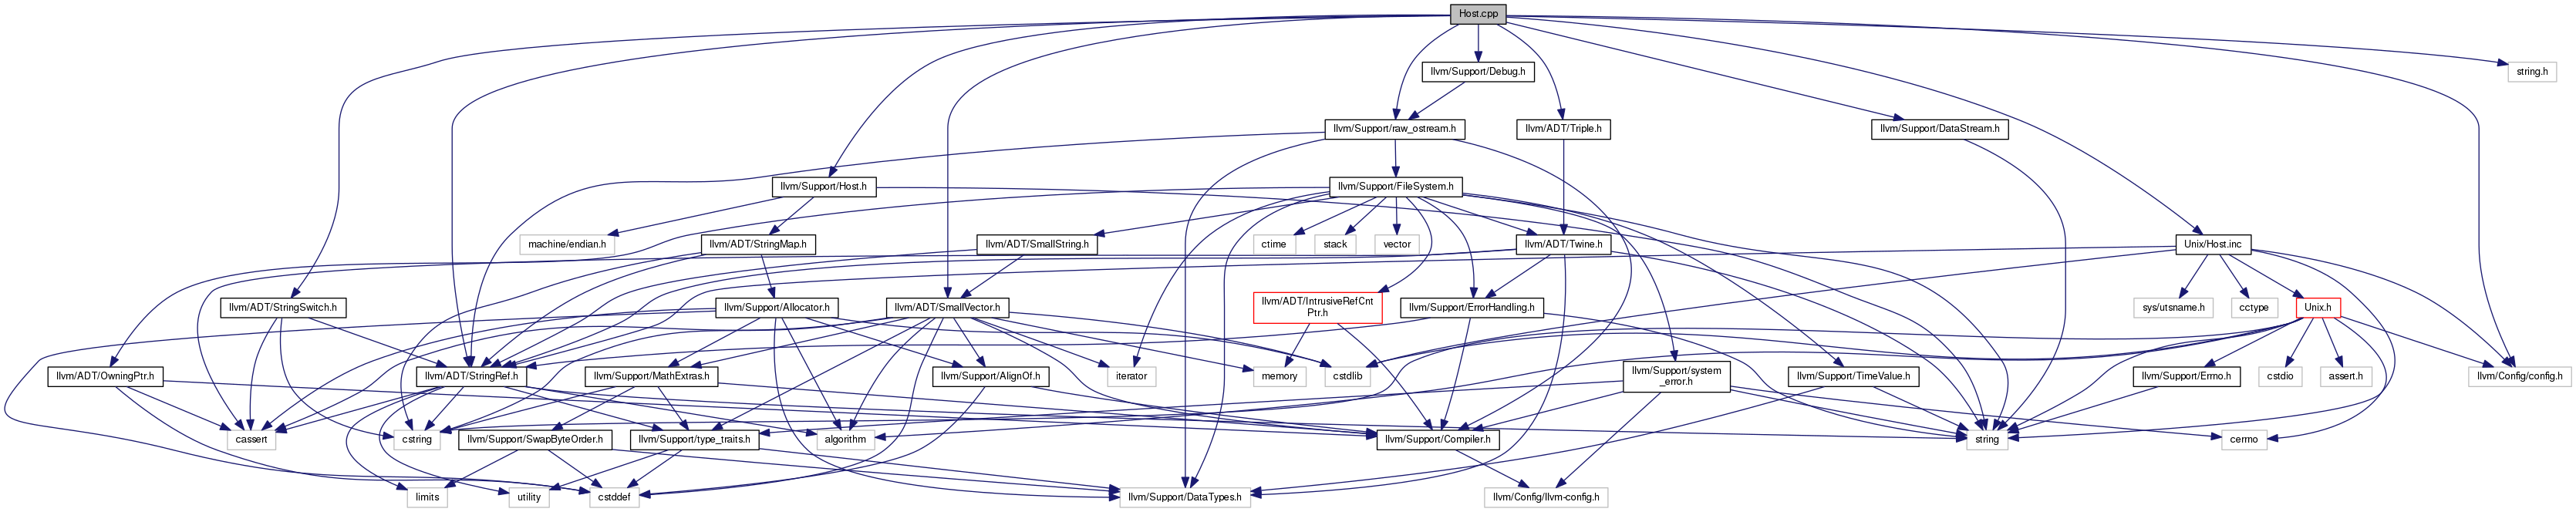 Host.cpp
llvm/Support/Debug.h
string.h
llvm/Support/raw_ostream.h
llvm/ADT/Triple.h
llvm/Support/DataStream.h
llvm/Support/Host.h
llvm/Support/FileSystem.h
machine/endian.h
llvm/ADT/StringMap.h
llvm/ADT/SmallString.h
ctime
stack
vector
llvm/ADT/Twine.h
Unix/Host.inc
llvm/ADT/StringSwitch.h
llvm/Support/Allocator.h
llvm/ADT/SmallVector.h
llvm/ADT/IntrusiveRefCnt
Ptr.h
llvm/Support/ErrorHandling.h
sys/utsname.h
cctype
Unix.h
llvm/ADT/OwningPtr.h
llvm/ADT/StringRef.h
llvm/Support/MathExtras.h
llvm/Support/AlignOf.h
iterator
memory
cstdlib
llvm/Support/system
_error.h
llvm/Support/TimeValue.h
llvm/Support/Errno.h
cstdio
assert.h
llvm/Config/config.h
cassert
cstring
llvm/Support/SwapByteOrder.h
llvm/Support/type_traits.h
algorithm
llvm/Support/Compiler.h
string
cerrno
limits
utility
cstddef
llvm/Support/DataTypes.h
llvm/Config/llvm-config.h